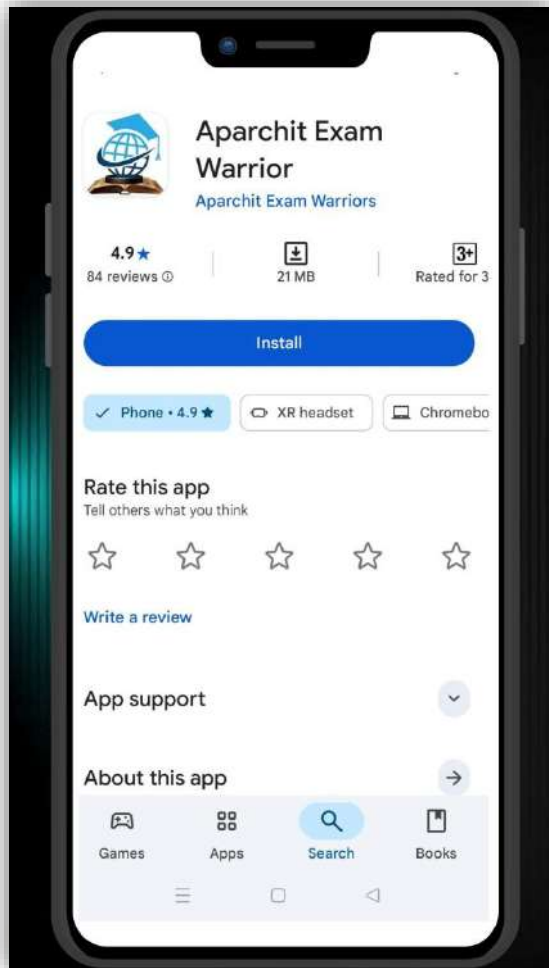 Aparchit Exam
Warrior
Aparchit Exam Warriors
4.9★
84 reviews ⓘ
21 MB
3+
Rated for 3
Install
Phone • 4.9 ★
XR headset
Chromebo
Rate this app
Tell others what you think
Write a review
App support
About this app
Games
Apps
Search
Books